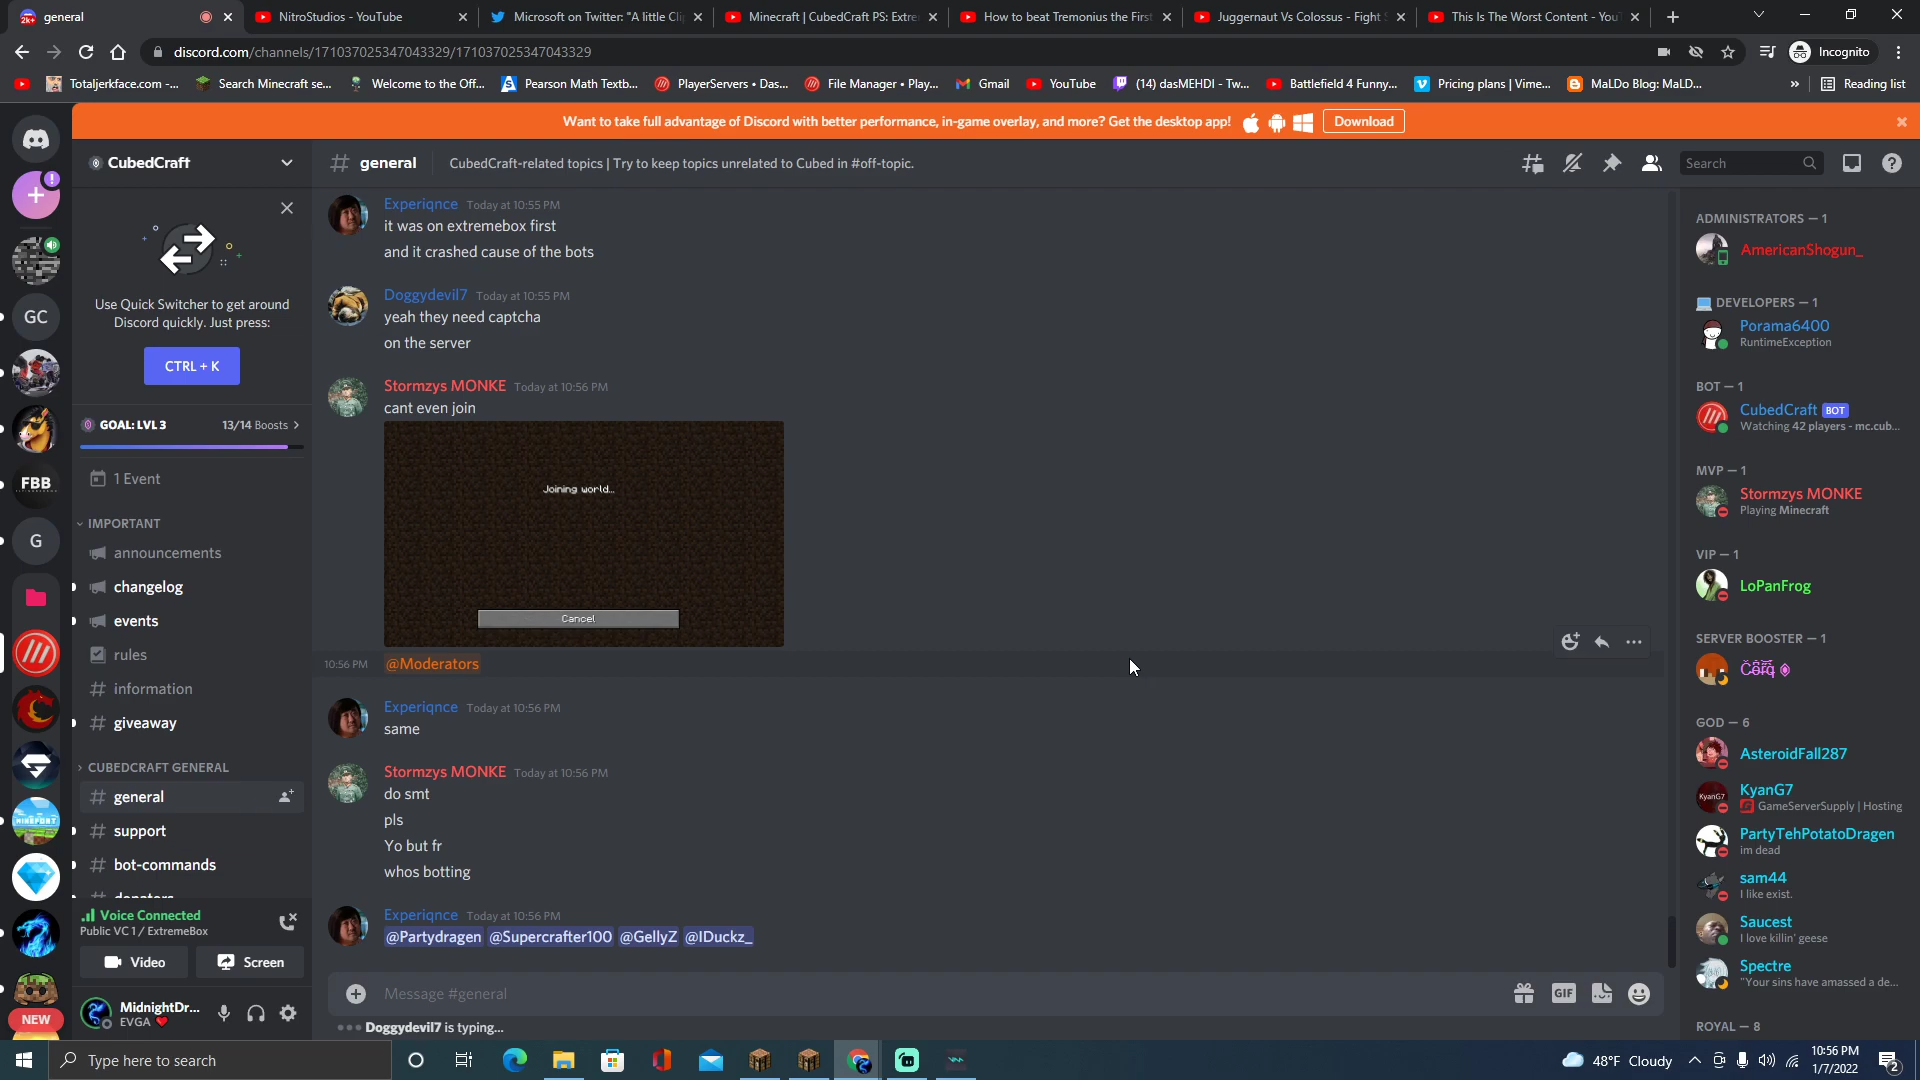 general
NitroStudios - YouTube
Microsoft on Twitter: "A little Cli
Minecraft | CubedCraft PS: Extre
How to beat Tremonius the First
Juggernaut Vs Colossus - Fight S
This Is The Worst Content - You
discord.com/channels/171037025347043329/171037025347043329
Incognito
Totaljerkface.com -...
Search Minecraft se...
Welcome to the Off...
Pearson Math Textb...
PlayerServers • Das...
File Manager • Play...
Gmail
YouTube
(14) dasMEHDI - Tw...
Battlefield 4 Funny...
Pricing plans | Vime...
MaLDo Blog: MaLD...
»
Reading list
Want to take full advantage of Discord with better performance, in-game overlay, and more? Get the desktop app!
Download
CubedCraft
# general
CubedCraft-related topics | Try to keep topics unrelated to Cubed in #off-topic.
Search
GC
FBB
G
NEW
Use Quick Switcher to get around
Discord quickly. Just press:
CTRL + K
GOAL: LVL 3 13/14 Boosts >
1 Event
IMPORTANT
announcements
changelog
events
rules
# information
# giveaway
CUBEDCRAFT GENERAL
# general
# support
# bot-commands
Voice Connected
Public VC 1 / ExtremeBox
Video
Screen
MidnightDr...
EVGA ❤
Experiqnce Today at 10:55 PM
it was on extremebox first
and it crashed cause of the bots
Doggydevil7 Today at 10:55 PM
yeah they need captcha
on the server
Stormzys MONKE Today at 10:56 PM
cant even join
Joining world...
Cancel
10:56 PM @Moderators
Experiqnce Today at 10:56 PM
same
Stormzys MONKE Today at 10:56 PM
do smt
pls
Yo but fr
whos botting
Experiqnce Today at 10:56 PM
@Partydragen @Supercrafter100 @GellyZ @IDuckz_
Message #general
GIF
Doggydevil7 is typing...
ADMINISTRATORS — 1
AmericanShogun_
DEVELOPERS — 1
Porama6400
RuntimeException
BOT — 1
CubedCraft BOT
Watching 42 players - mc.cub...
MVP — 1
Stormzys MONKE
Playing Minecraft
VIP — 1
LoPanFrog
SERVER BOOSTER — 1
GOD — 6
AsteroidFall287
KyanG7
KyanG7
GameServerSupply | Hosting
PartyTehPotatoDragen
im dead
sam44
I like exist.
Saucest
I love killin' geese
Spectre
"Your sins have amassed a de...
ROYAL — 8
Type here to search
48°F Cloudy
10:56 PM
1/7/2022
2